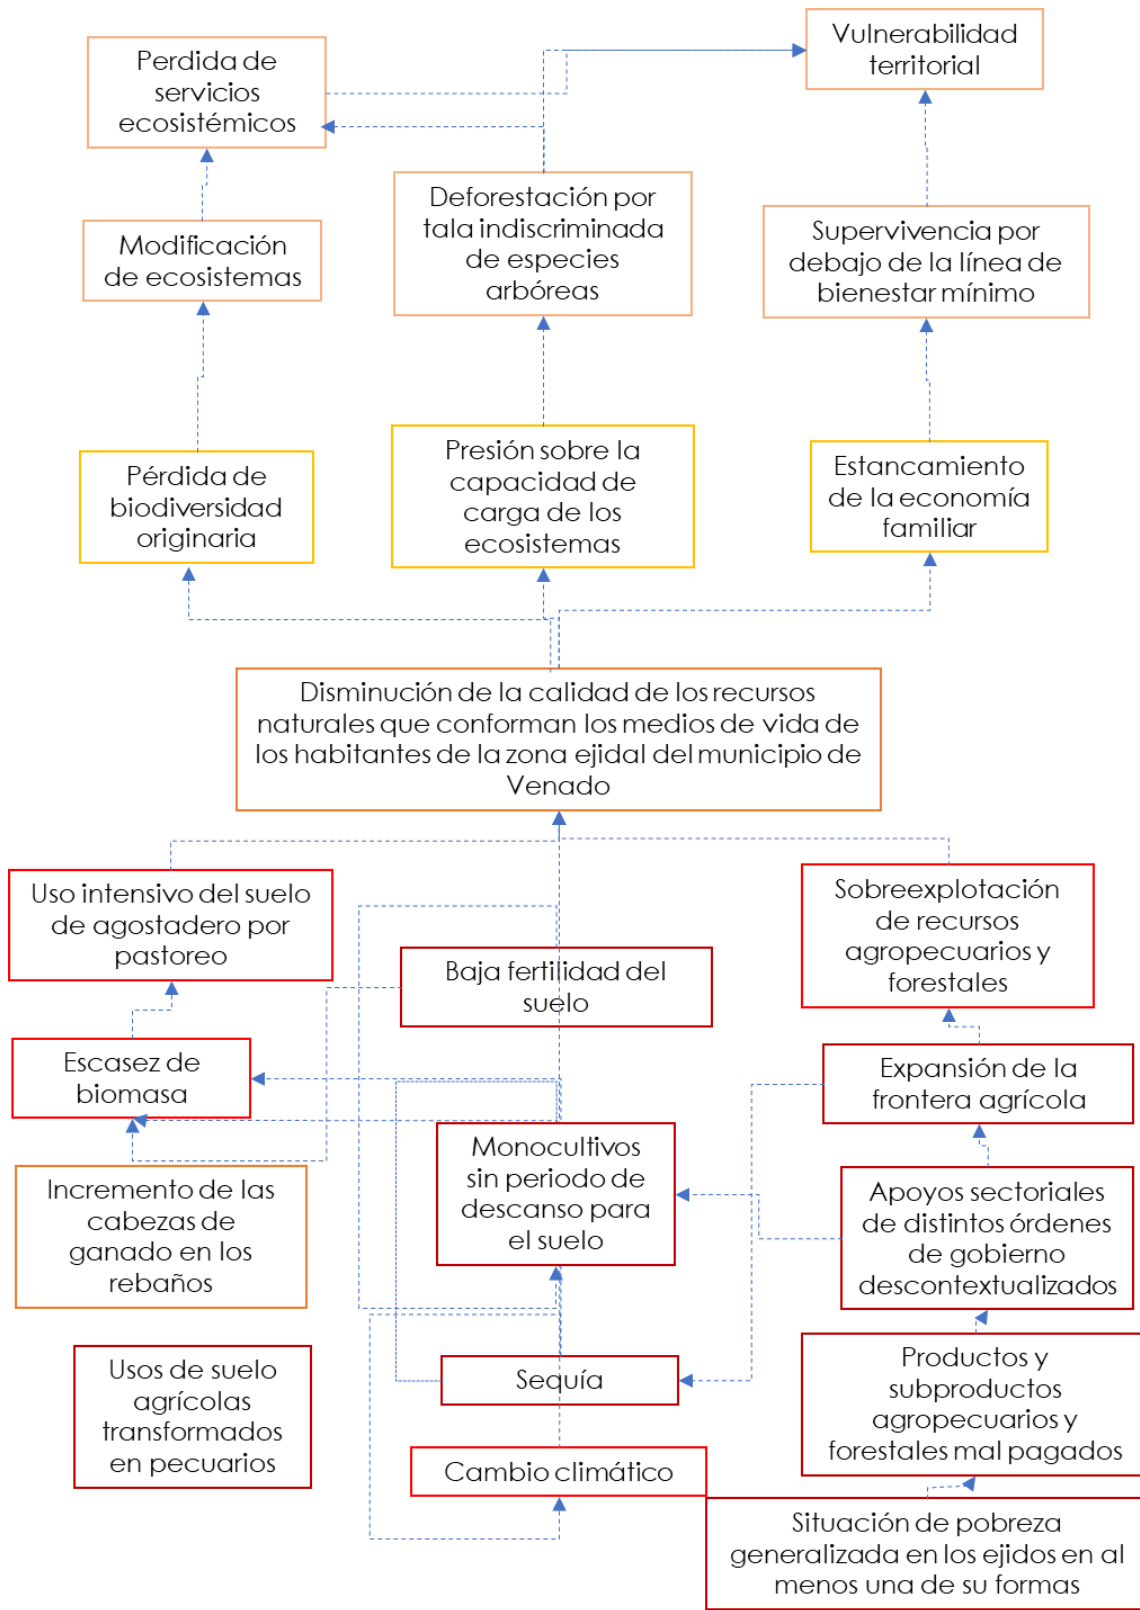 Perdida de
servicios
ecosistémicos
Vulnerabilidad
territorial
Modificación
de ecosistemas
Deforestación por
tala indiscriminada
de especies
arbóreas
Supervivencia por
debajo de la línea de
bienestar mínimo
Pérdida de
biodiversidad
originaria
Presión sobre la
capacidad de
carga de los
ecosistemas
Estancamiento
de la economía
familiar
Disminución de la calidad de los recursos
naturales que conforman los medios de vida de
los habitantes de la zona ejidal del municipio de
Venado
Uso intensivo del suelo
de agostadero por
pastoreo
Baja fertilidad del
suelo
Sobreexplotación
de recursos
agropecuarios y
forestales
Escasez de
biomasa
Expansión de la
frontera agrícola
Incremento de las
cabezas de
ganado en los
rebaños
Monocultivos
sin periodo de
descanso para
el suelo
Apoyos sectoriales
de distintos órdenes
de gobierno
descontextualizados
Usos de suelo
agrícolas
transformados
en pecuarios
Sequía
Productos y
subproductos
agropecuarios y
forestales mal pagados
Cambio climático
Situación de pobreza
generalizada en los ejidos en al
menos una de su formas